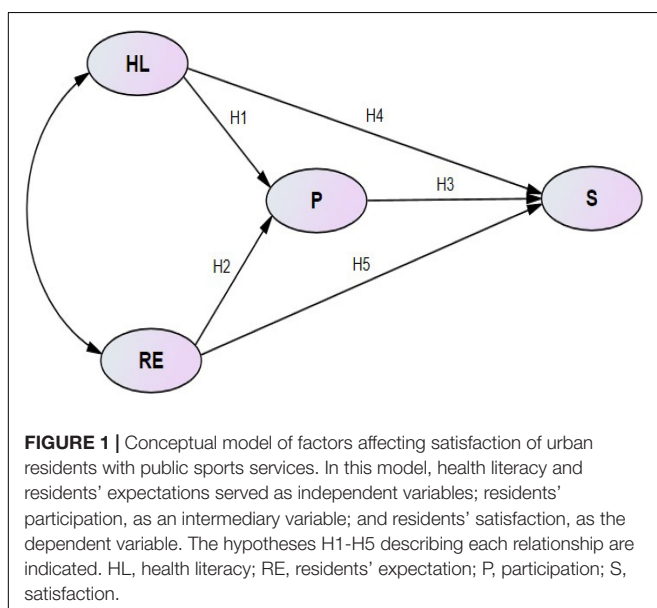 HL
H1
H4
P
H3
S
H2
H5
RE
FIGURE 1 | Conceptual model of factors affecting satisfaction of urban
residents with public sports services. In this model, health literacy and
residents' expectations served as independent variables; residents'
participation, as an intermediary variable; and residents' satisfaction, as the
dependent variable. The hypotheses H1-H5 describing each relationship are
indicated. HL, health literacy; RE, residents' expectation; P, participation; S,
satisfaction.